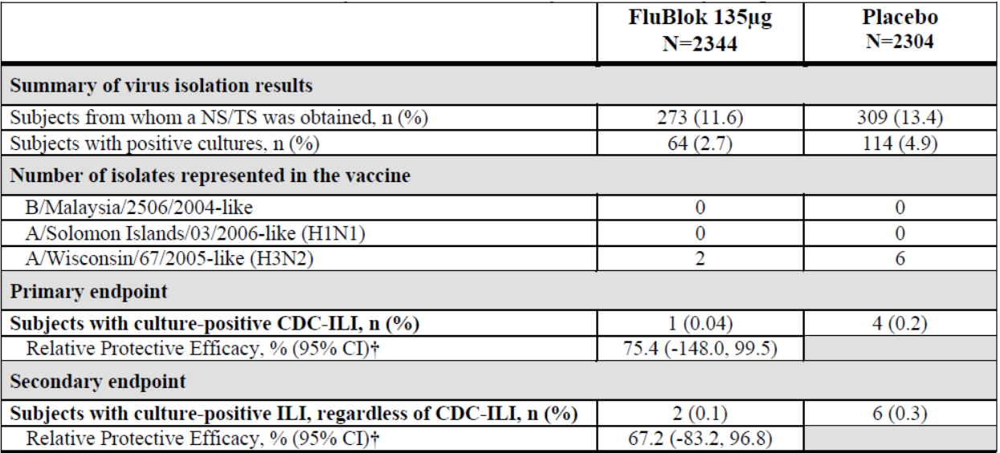 FluBlok 135µg Placebo
N=2344 N=2304
Summary of virus isolation results
Subjects from whom a NS/TS was obtained, n (%) 273 (11.6) 309 (13.4)
Subjects with positive cultures, n (%) 64 (2.7) 114 (4.9)
Number of isolates represented in the vaccine
B/Malaysia/2506/2004-like 0 0
A/Solomon Islands/03/2006-like (H1N1) 0 0
A/Wisconsin/67/2005-like (H3N2) 2 6
Primary endpoint
Subjects with culture-positive CDC-ILI, n (%) 1 (0.04) 4 (0.2)
Relative Protective Efficacy, % (95% CI)† 75.4 (-148.0, 99.5)
Secondary endpoint
Subjects with culture-positive ILI, regardless of CDC-ILI, n (%) 2 (0.1) 6 (0.3)
Relative Protective Efficacy, % (95% CI)† 67.2 (-83.2, 96.8)